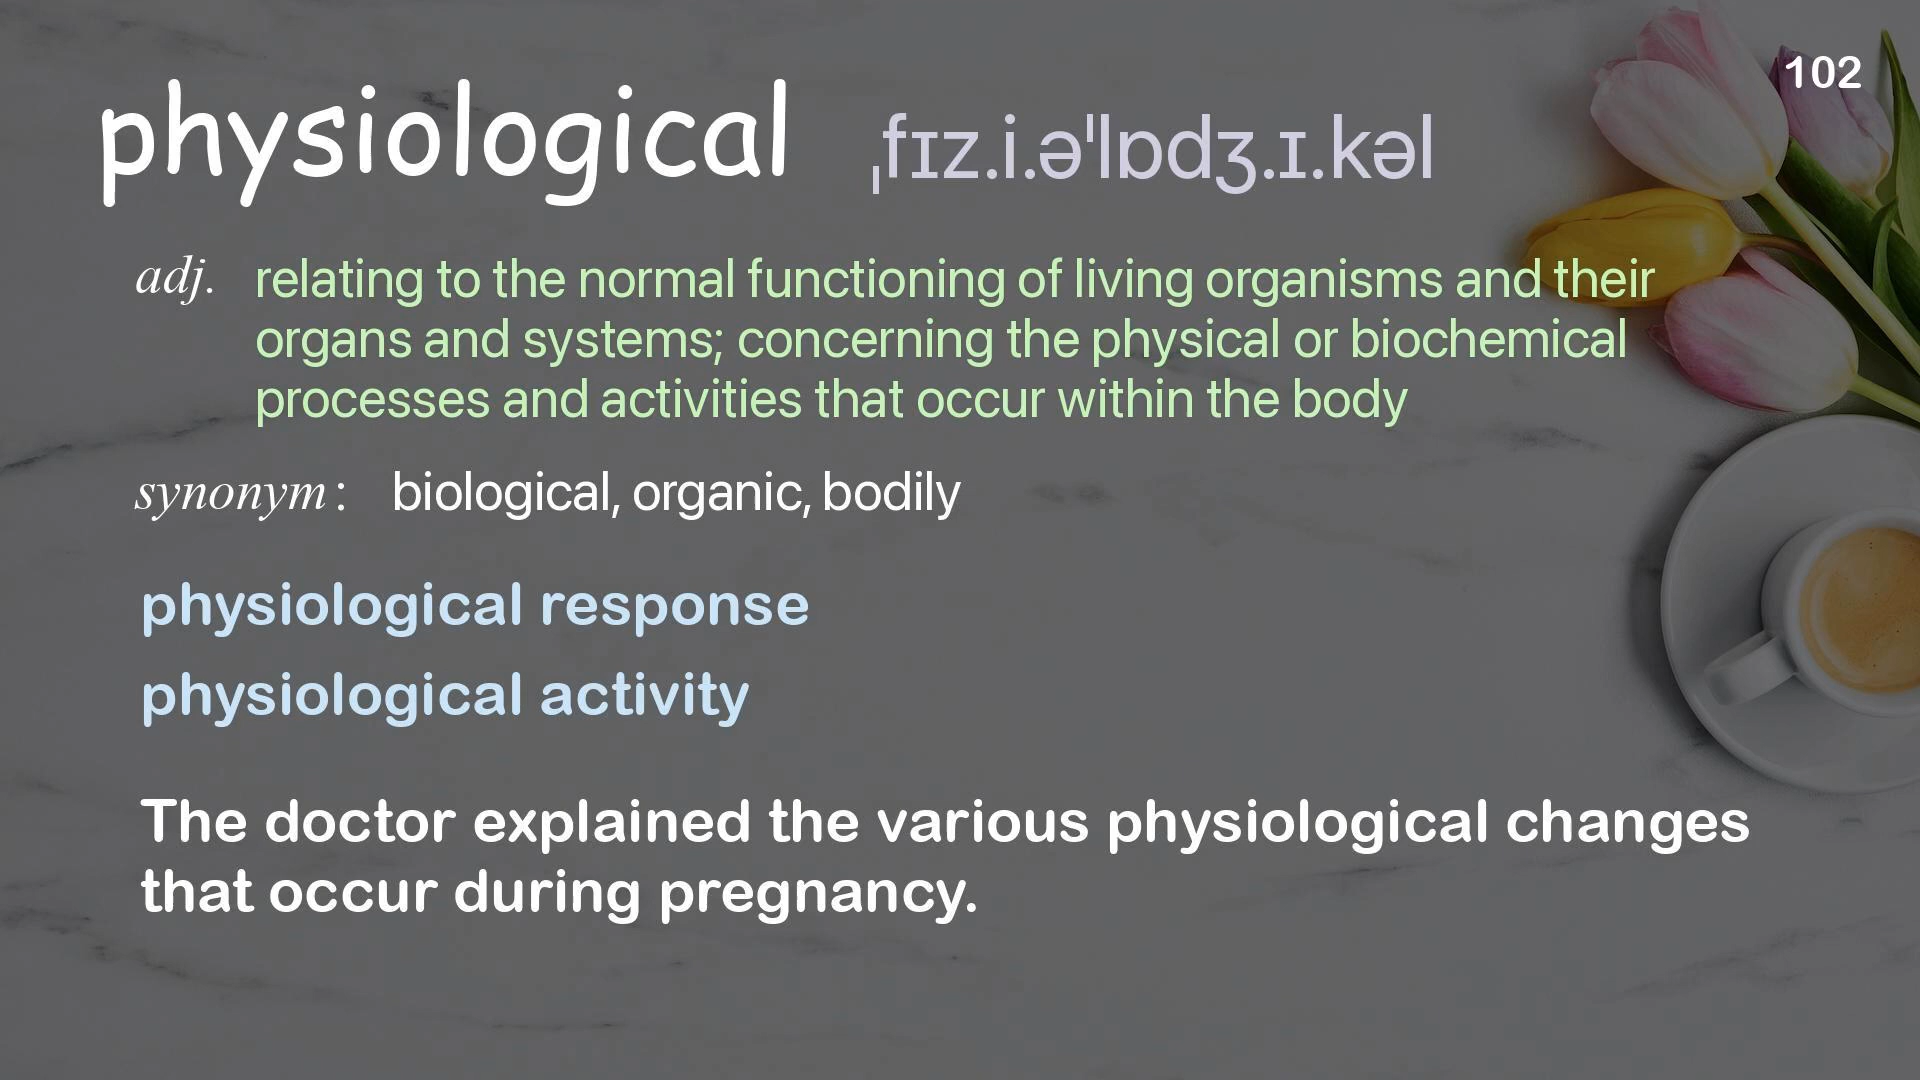 102
physiological ˌfɪz.i.əˈlɒdʒ.ɪ.kəl
adj. relating to the normal functioning of living organisms and their
organs and systems; concerning the physical or biochemical
processes and activities that occur within the body
synonym: biological, organic, bodily
physiological response
physiological activity
The doctor explained the various physiological changes
that occur during pregnancy.